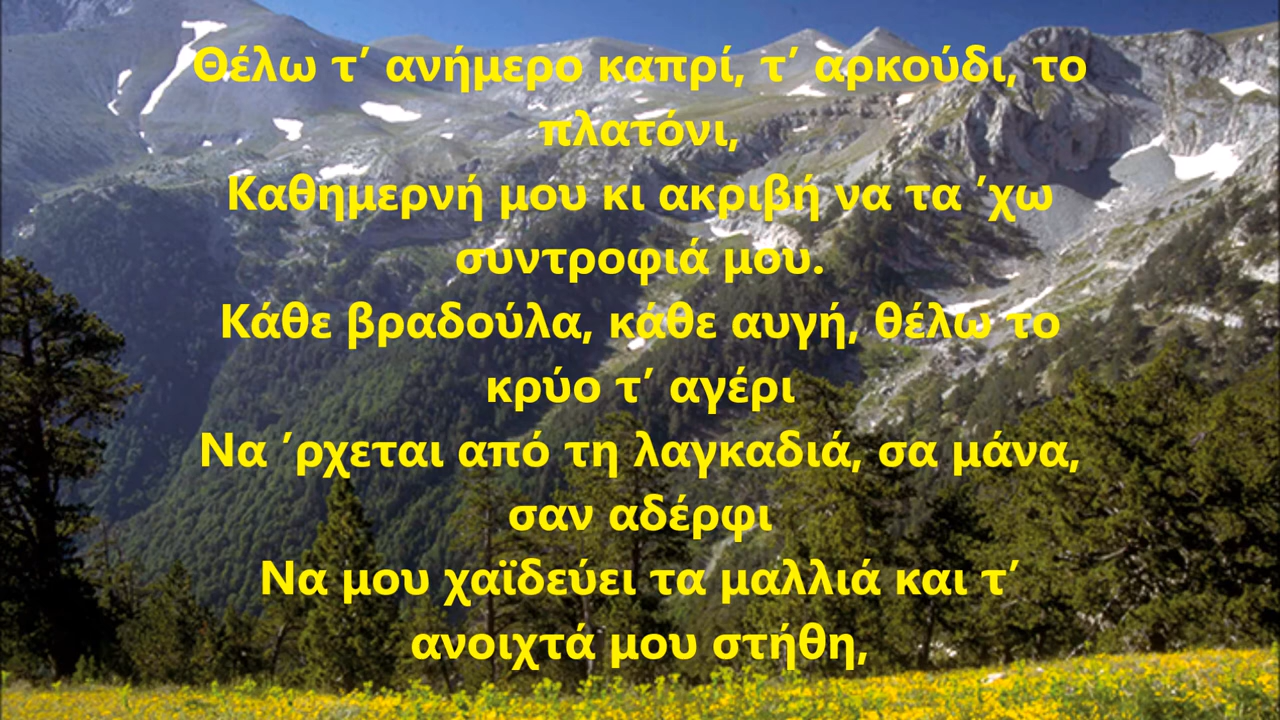 Θέλω τ’ ανήμερο καπρί, τ’ αρκούδι, το
πλατόνι,
Καθημερνή μου κι ακριβή να τα ’χω
συντροφιά μου.
Κάθε βραδούλα, κάθε αυγή, θέλω το
κρύο τ’ αγέρι
Να ’ρχεται από τη λαγκαδιά, σα μάνα,
σαν αδέρφι
Να μου χαϊδεύει τα μαλλιά και τ’
ανοιχτά μου στήθη,